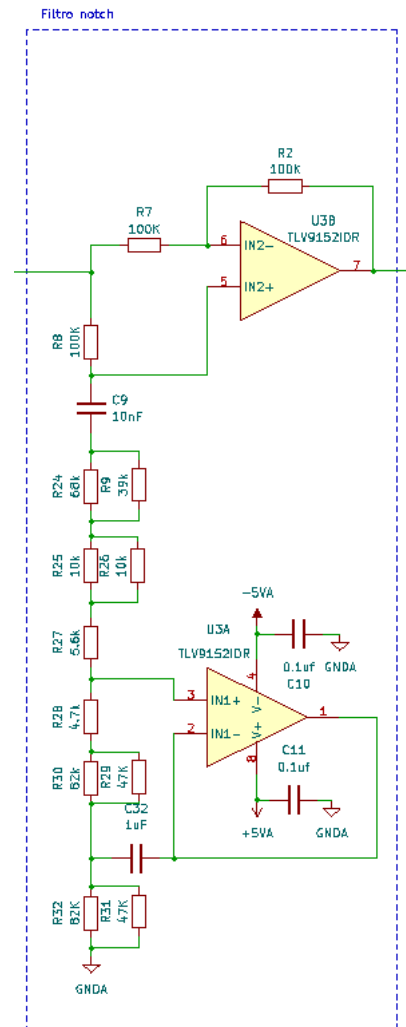 Filtro notch
R2
100K
R7
100K
U3B
TLV9152IDR
6
IN2-
7
5
IN2+
R8
100K
C9
10nF
R24
68k
R9
39k
R25
10k
R26
10k
R27
5.6k
-5VA
U3A
TLV9152IDR
0.1uf
GNDA
C10
4
V-
3
IN1+
1
2
IN1-
V+
8
R28
4.7k
C11
0.1uf
R30
82k
R29
47K
C32
1uF
+5VA
GNDA
R32
82K
R31
47K
GNDA